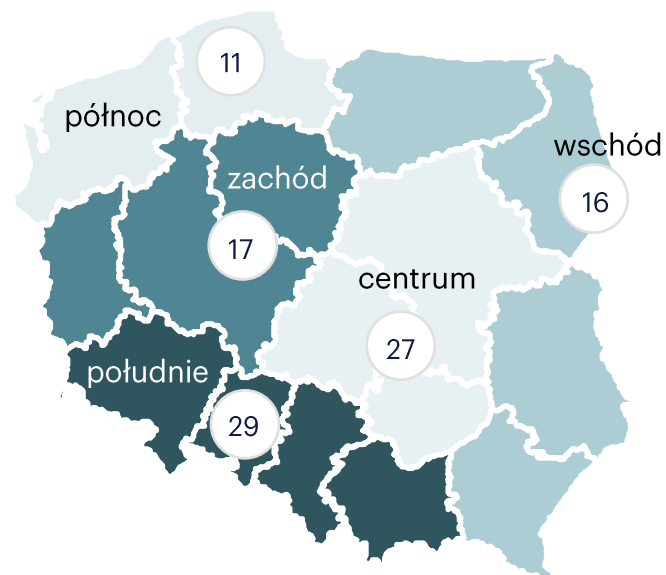 11
północ
wschód
zachód
16
17
centrum
27
południe
29